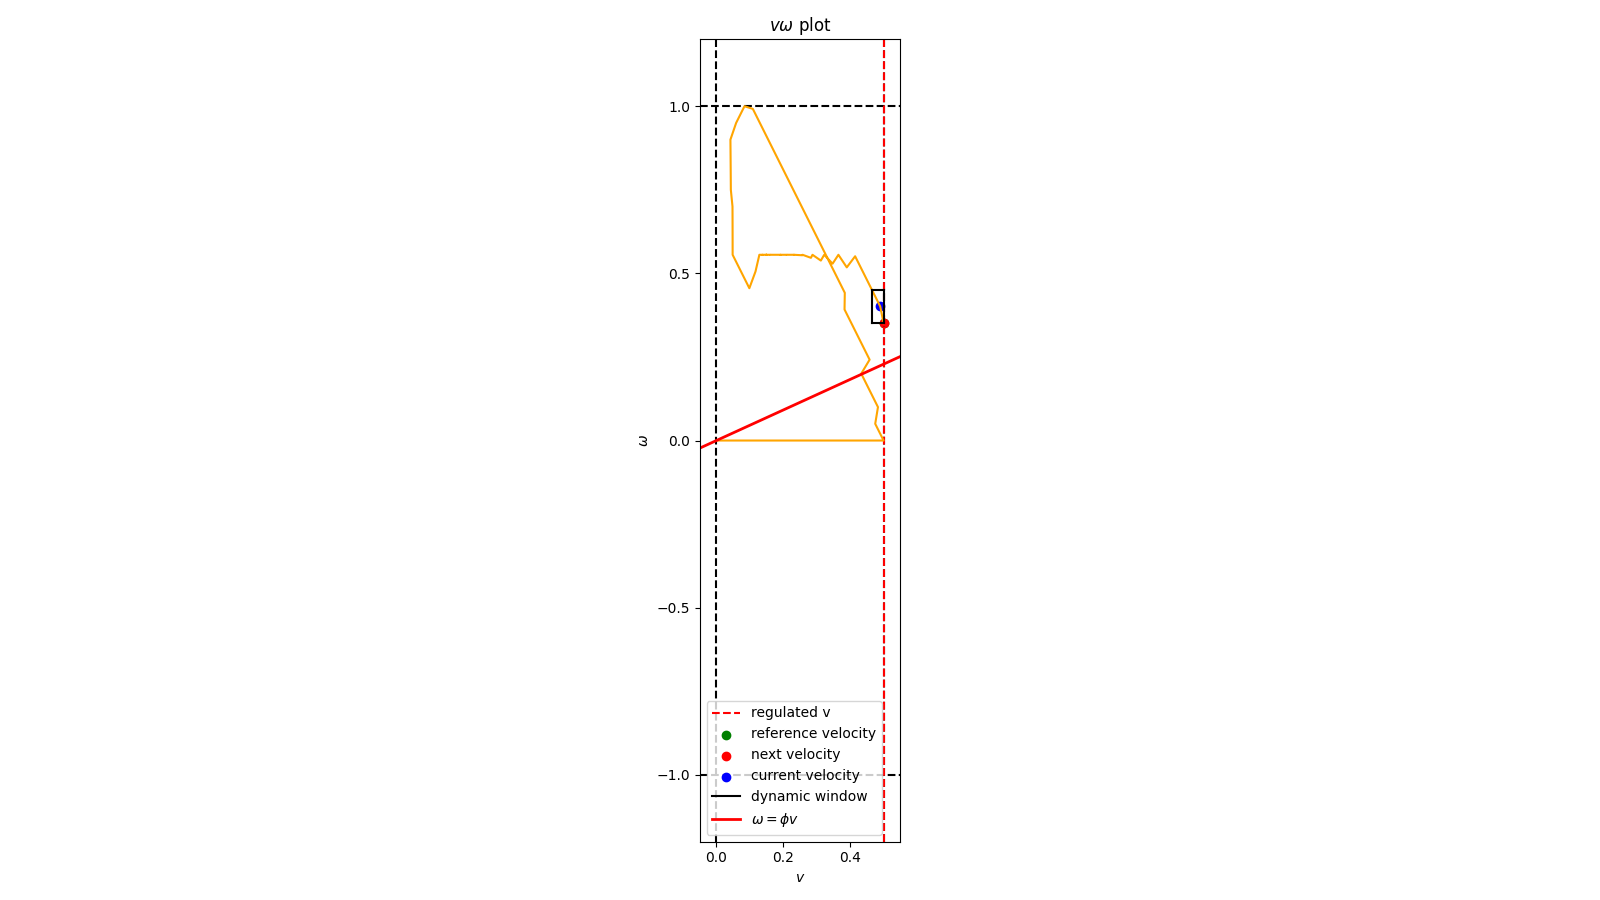 vω plot
1.0
0.5
0.0
−0.5
−1.0
ω
regulated v
reference velocity
next velocity
current velocity
dynamic window
ω = ϕv
0.0 0.2 0.4
v